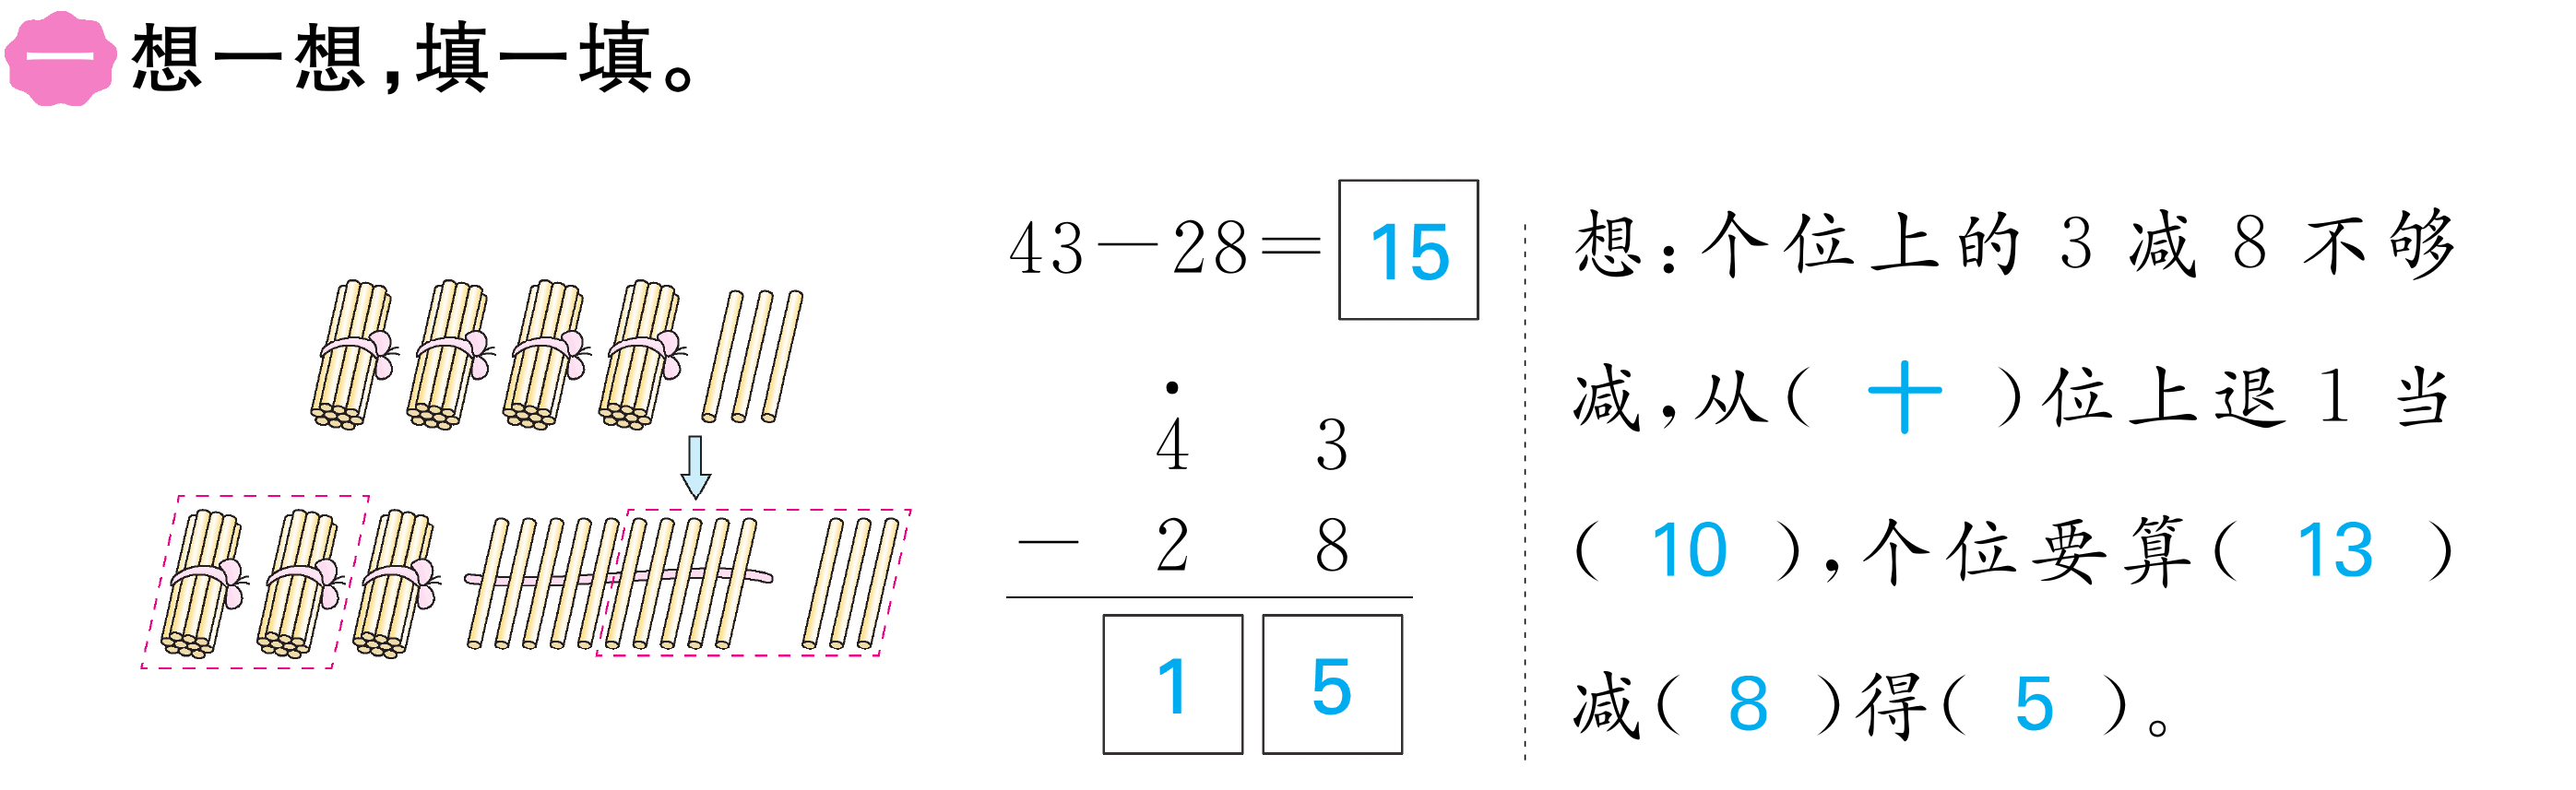 一 想一想,填一填。
43－28＝15
4 3
－ 2 8
1 5
想：个位上的 3 减 8 不够
减，从（ 十 ）位上退 1 当
（ 10 ），个位要算（ 13 ）
减（ 8 ）得（ 5 ）。